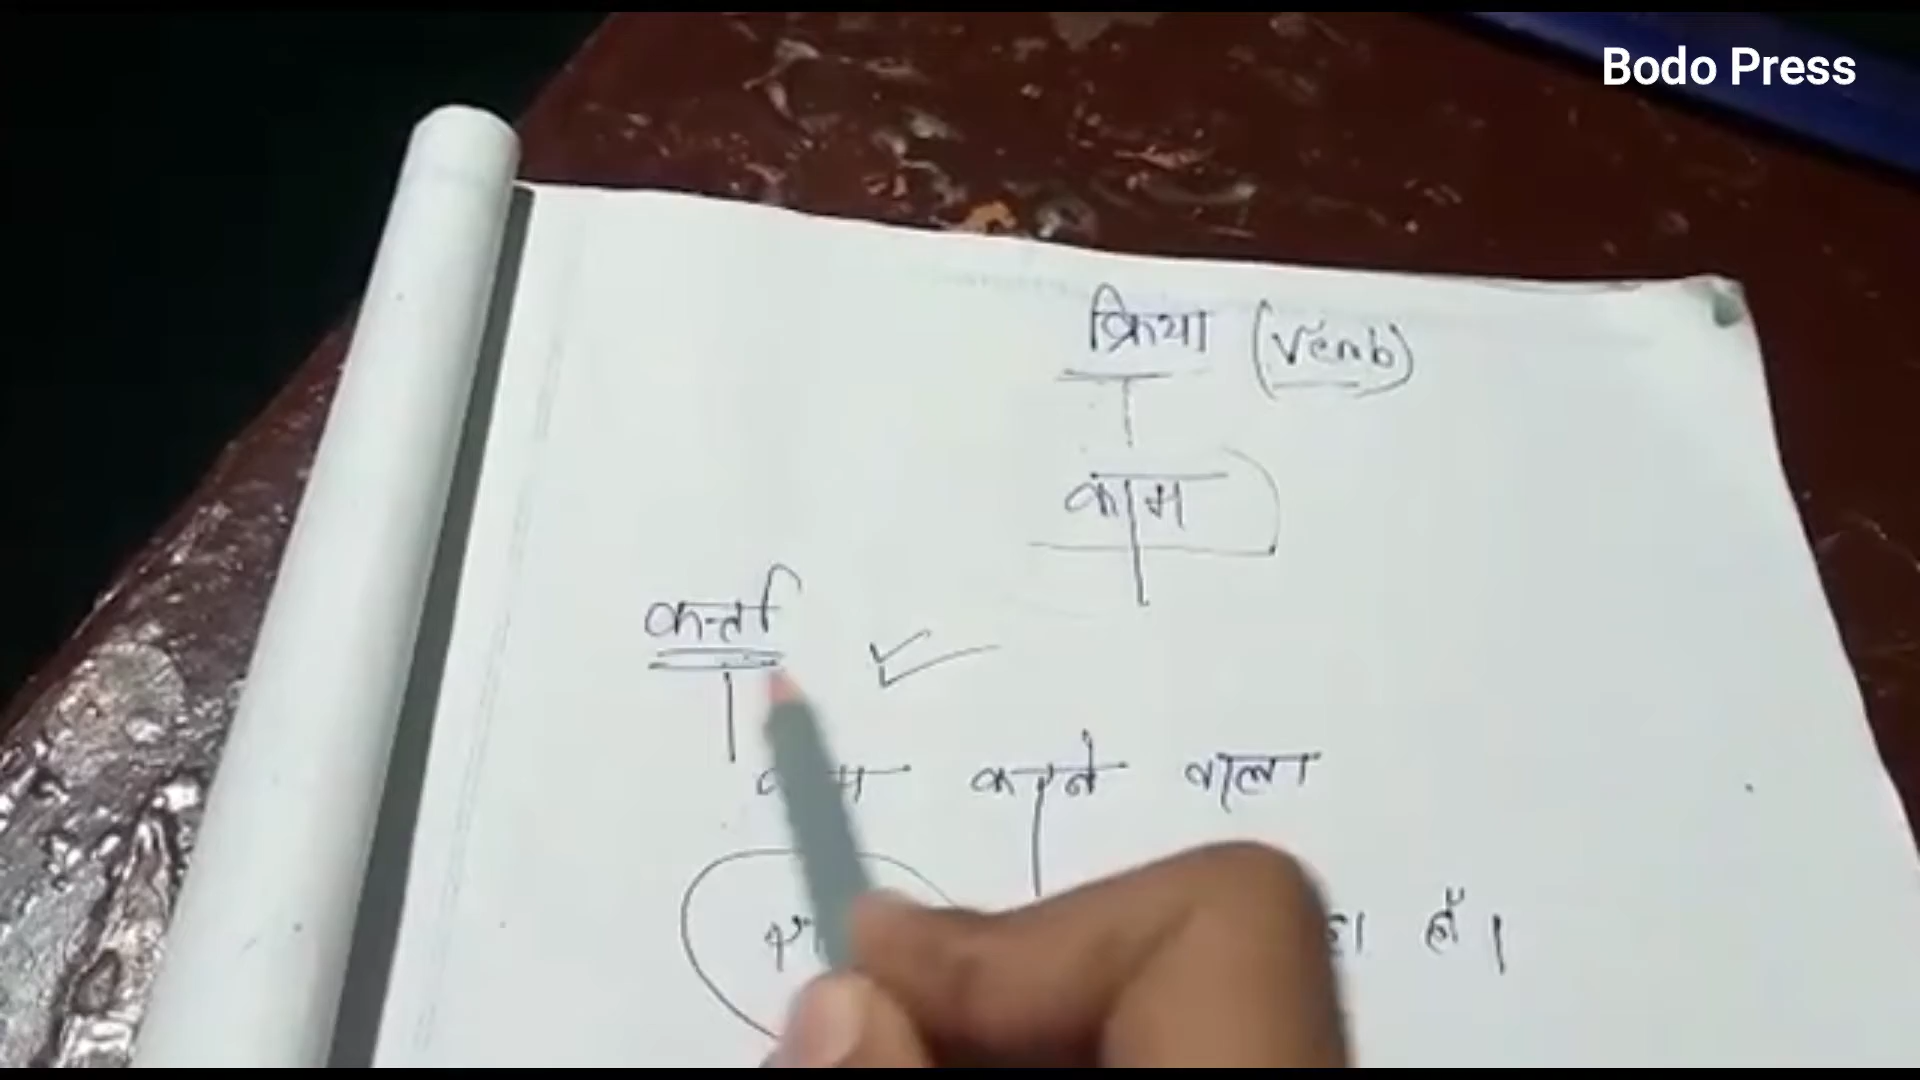 Bodo Press
क्रिया (Verb)
काम
कर्ता
करने वाला
हो ।